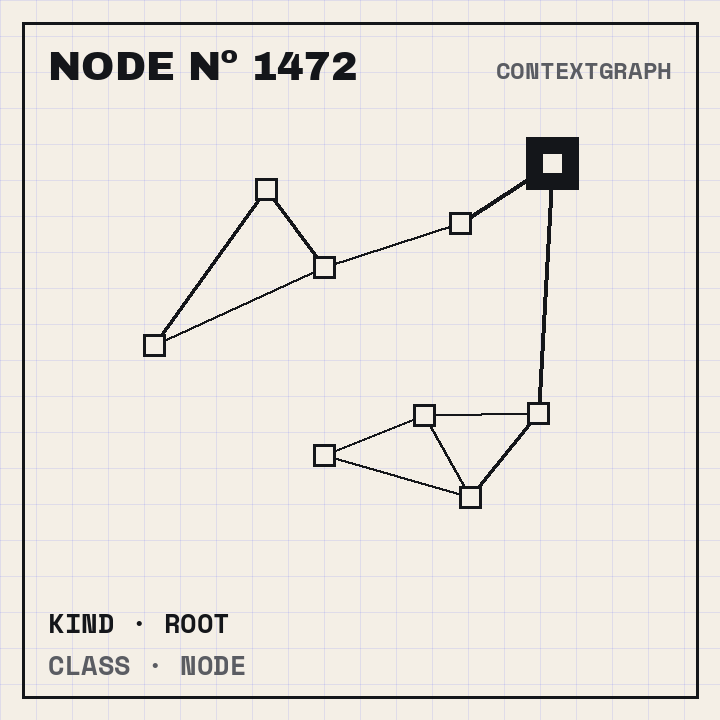 NODE Nº 1472
CONTEXTGRAPH
KIND · ROOT
CLASS · NODE